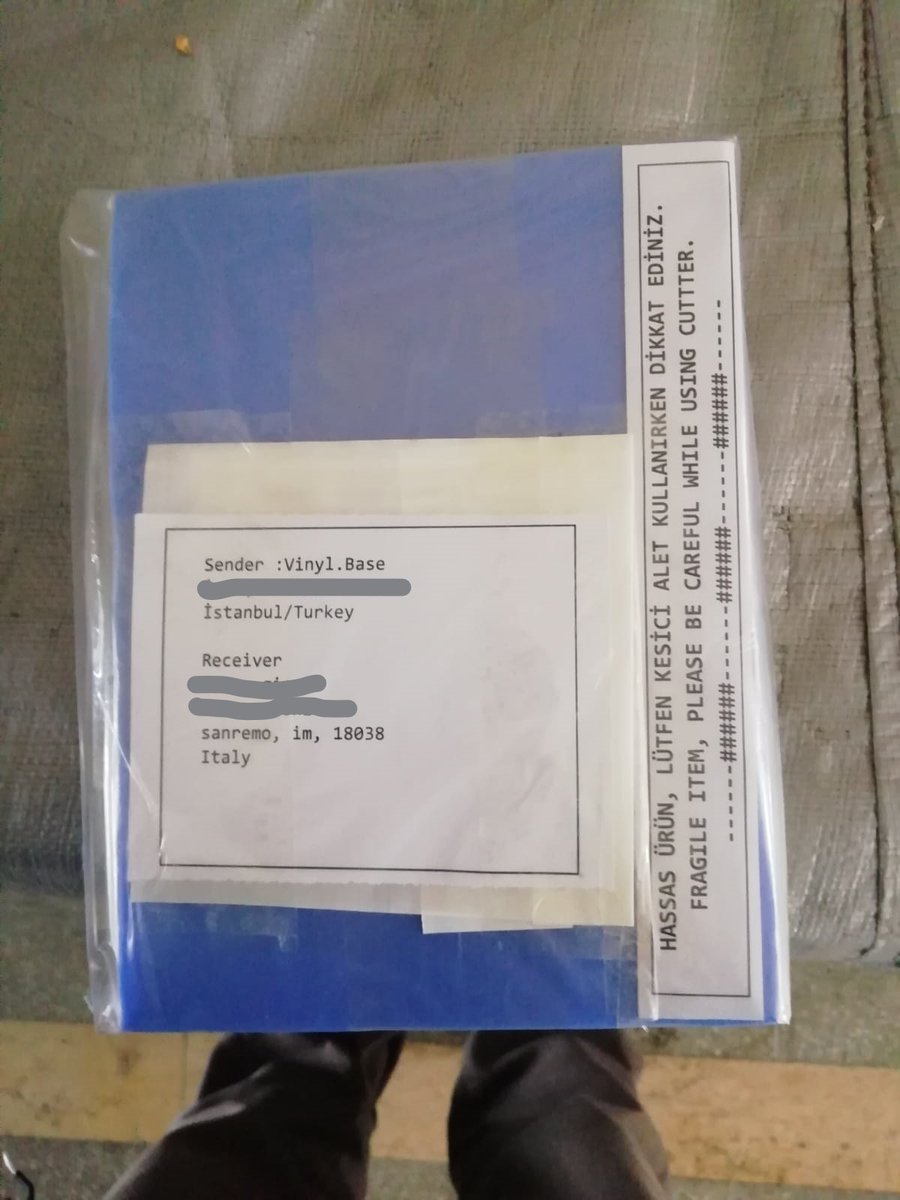 Sender :Vinyl.Base
İstanbul/Turkey
Receiver
sanremo, im, 18038
Italy
HASSAS ÜRÜN, LÜTFEN KESİCİ ALET KULLANIRKEN DİKKAT EDİNİZ.
FRAGILE ITEM, PLEASE BE CAREFUL WHILE USING CUTTTER.
------######------######------######------